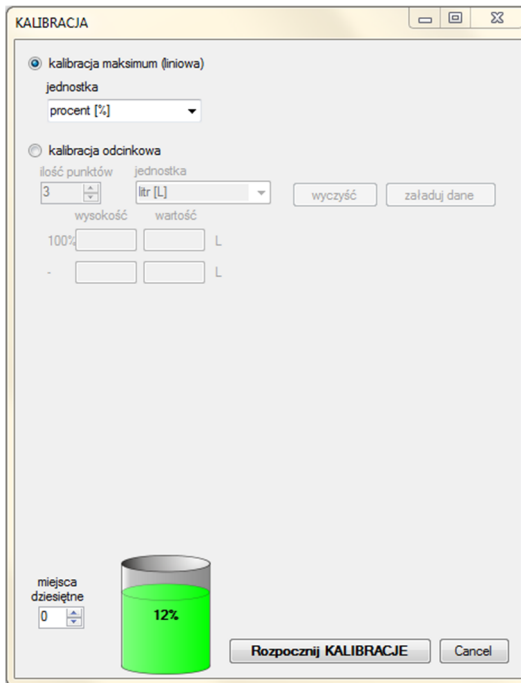 KALIBRACJA
kalibracja maksimum (liniowa)
jednostka
procent [%]
kalibracja odcinkowa
ilość punktów jednostka
3 litr [L] wyczyść załaduj dane
wysokość wartość
100% L
- L
miejsca
dziesiętne
0
12%
Rozpocznij KALIBRACJE Cancel